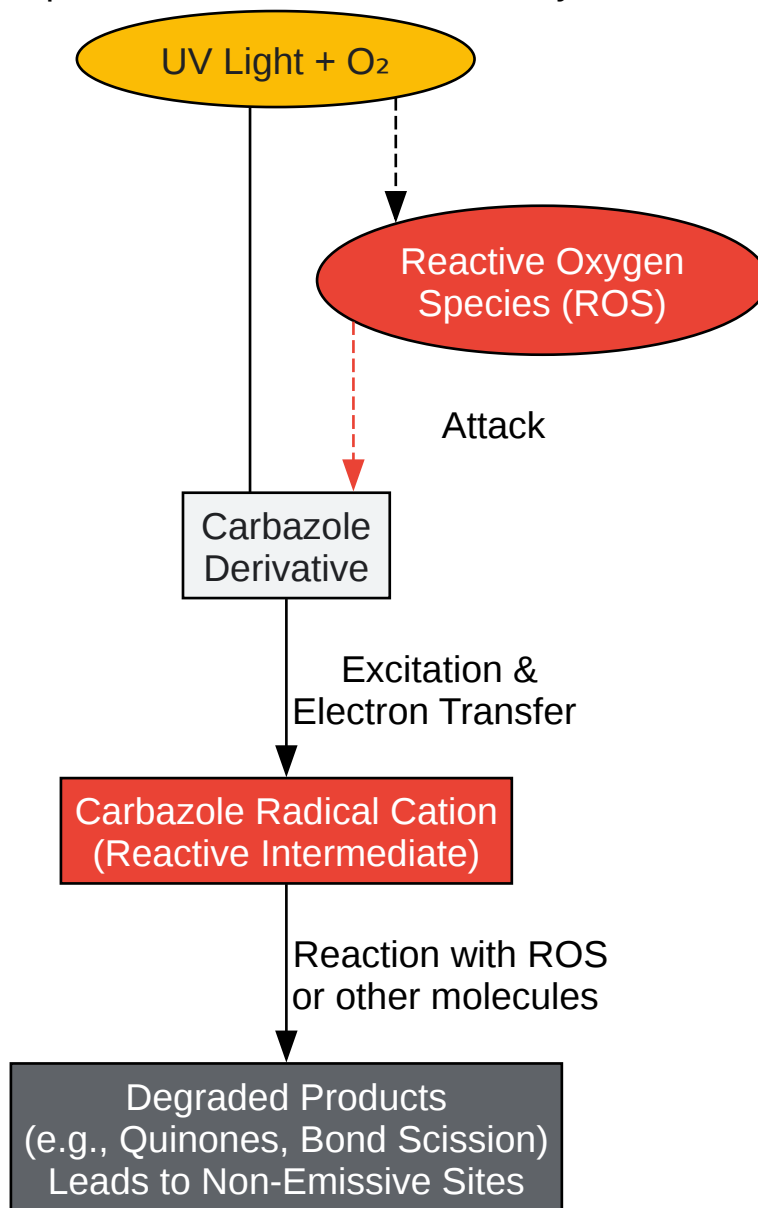 UV Light + O₂
Reactive Oxygen
Species (ROS)
Attack
Carbazole
Derivative
Excitation &
Electron Transfer
Carbazole Radical Cation
(Reactive Intermediate)
Reaction with ROS
or other molecules
Degraded Products
(e.g., Quinones, Bond Scission)
Leads to Non-Emissive Sites